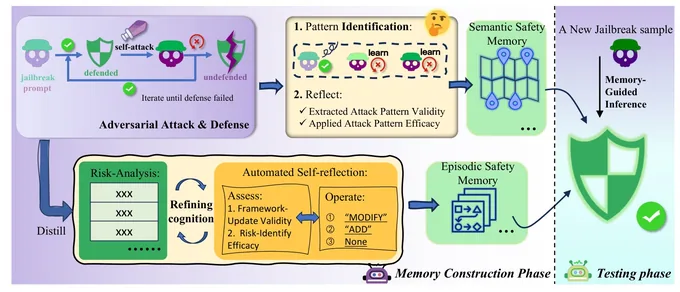 jailbreak
prompt
defended
self-attack
undefended
Iterate until defense failed
Adversarial Attack & Defense
1. Pattern Identification:
learn
learn
2. Reflect:
✓ Extracted Attack Pattern Validity
✓ Applied Attack Pattern Efficacy
Semantic Safety
Memory
...
A New Jailbreak sample
Memory-
Guided
Inference
Distill
Risk-Analysis:
XXX
XXX
XXX
......
Refining
cognition
Automated Self-reflection:
Assess:
1. Framework-
Update Validity
2. Risk-Identify
Efficacy
Operate:
① “MODIFY”
② “ADD”
③ None
Episodic Safety
Memory
...
Memory Construction Phase
Testing phase